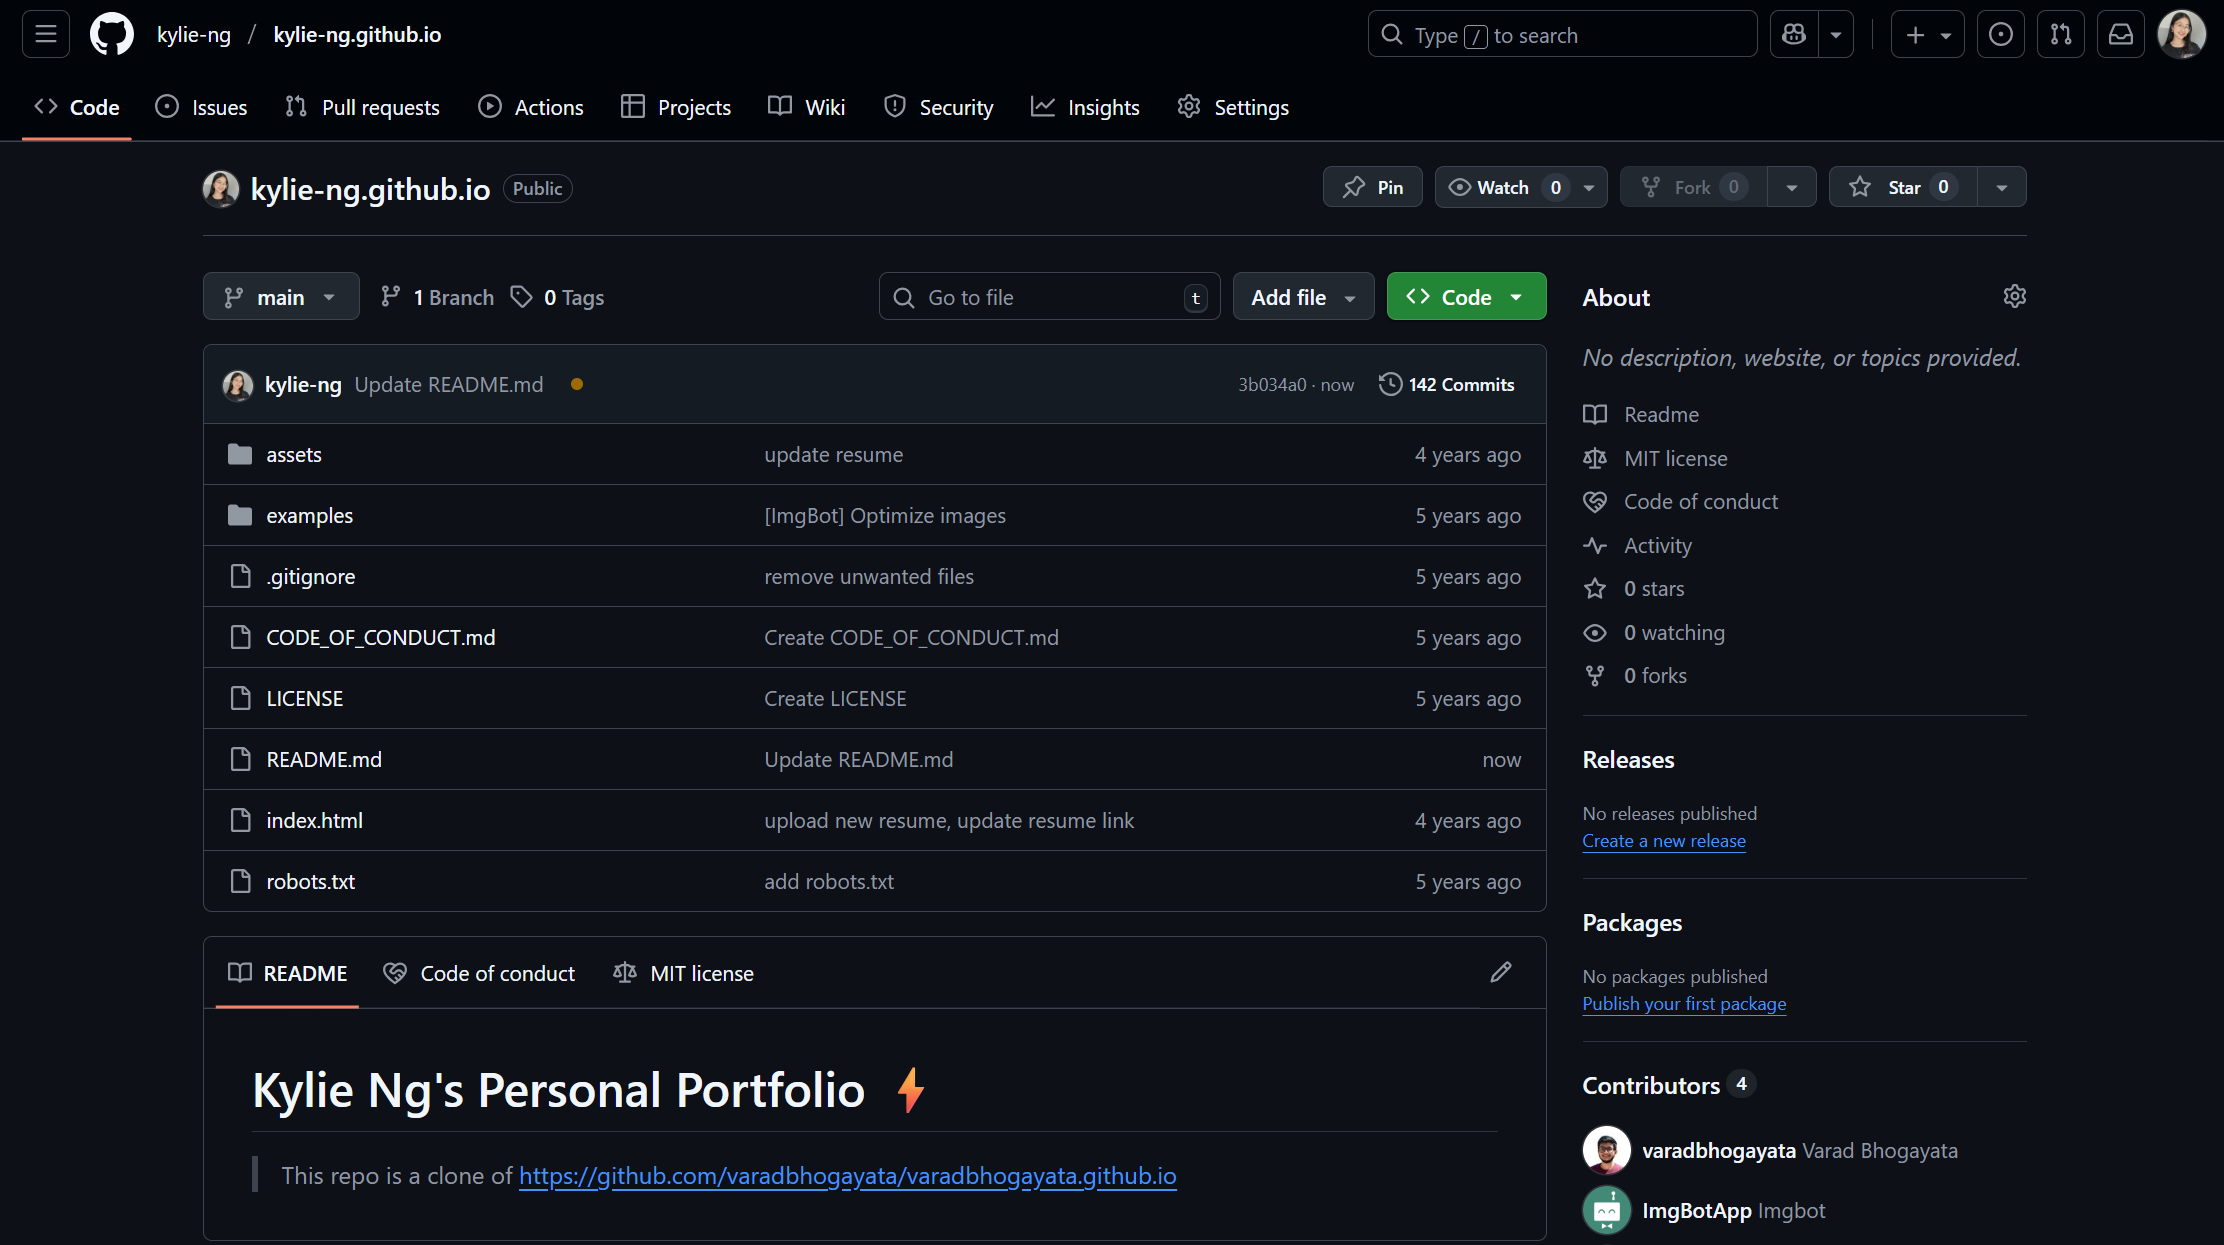 kylie-ng / kylie-ng.github.io
Type / to search
Code Issues Pull requests Actions Projects Wiki Security Insights Settings
kylie-ng.github.io Public
Pin Watch 0 Fork 0 Star 0
main 1 Branch 0 Tags
Go to file t
Add file Code
kylie-ng Update README.md 3b034a0 · now 142 Commits
assets update resume 4 years ago
examples [ImgBot] Optimize images 5 years ago
.gitignore remove unwanted files 5 years ago
CODE_OF_CONDUCT.md Create CODE_OF_CONDUCT.md 5 years ago
LICENSE Create LICENSE 5 years ago
README.md Update README.md now
index.html upload new resume, update resume link 4 years ago
robots.txt add robots.txt 5 years ago
README Code of conduct MIT license
Kylie Ng's Personal Portfolio
This repo is a clone of https://github.com/varadbhogayata/varadbhogayata.github.io
About
No description, website, or topics provided.
Readme
MIT license
Code of conduct
Activity
0 stars
0 watching
0 forks
Releases
No releases published
Create a new release
Packages
No packages published
Publish your first package
Contributors 4
varadbhogayata Varad Bhogayata
ImgBotApp Imgbot